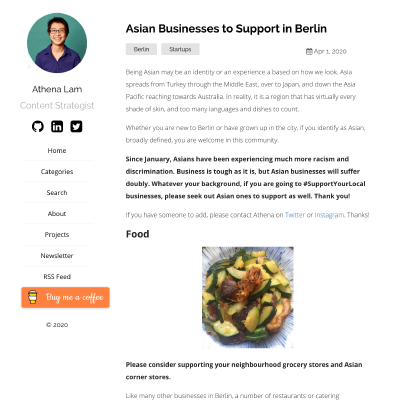 Athena Lam
Content Strategist
Home
Categories
Search
About
Projects
Newsletter
RSS Feed
Buy me a coffee
© 2020
Asian Businesses to Support in Berlin
Berlin
Startups
Apr 1, 2020
Being Asian may be an identity or an experience a based on how we look. Asia
spreads from Turkey through the Middle East, over to Japan, and down the Asia
Pacific reaching towards Australia. In reality, it is a region that has virtually every
shade of skin, and too many languages and dishes to count.
Whether you are new to Berlin or have grown up in the city, if you identify as Asian,
broadly defined, you are welcome in this community.
Since January, Asians have been experiencing much more racism and
discrimination. Business is tough as it is, but Asian businesses will suffer
doubly. Whatever your background, if you are going to #SupportYourLocal
businesses, please seek out Asian ones to support as well. Thank you!
If you have someone to add, please contact Athena on Twitter or Instagram. Thanks!
Food
Please consider supporting your neighbourhood grocery stores and Asian
corner stores.
Like many other businesses in Berlin, a number of restaurants or catering